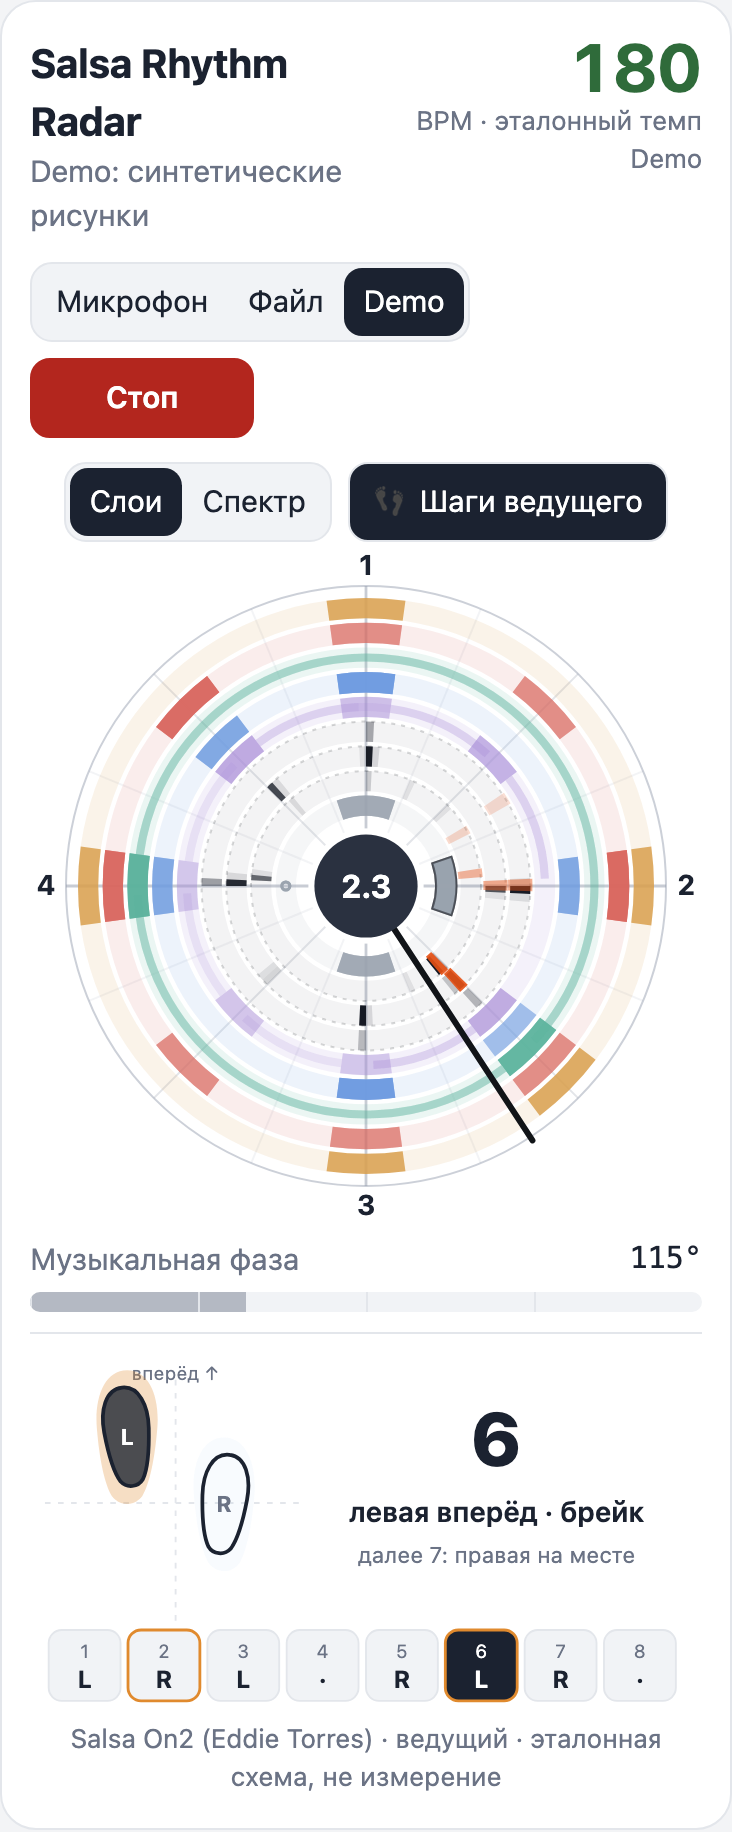 Salsa Rhythm
Radar
180
BPM · эталонный темп
Demo
Demo: синтетические
рисунки
Микрофон Файл Demo
Стоп
Слои Спектр 👣 Шаги ведущего
1
4 2.3 2
3
Музыкальная фаза 115°
вперёд ↑
L
R
6
левая вперёд · брейк
далее 7: правая на месте
1 2 3 4 5 6 7 8
L R L · R L R ·
Salsa On2 (Eddie Torres) · ведущий · эталонная
схема, не измерение